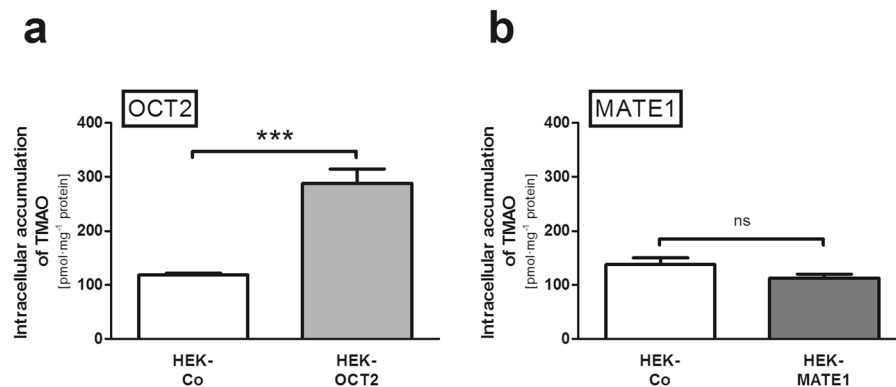 a
OCT2
Intracellular accumulation
of TMAO
[pmol·mg⁻¹ protein]
400
300
200
100
0
***
HEK-
Co
HEK-
OCT2
b
MATE1
Intracellular accumulation
of TMAO
[pmol·mg⁻¹ protein]
400
300
200
100
0
ns
HEK-
Co
HEK-
MATE1